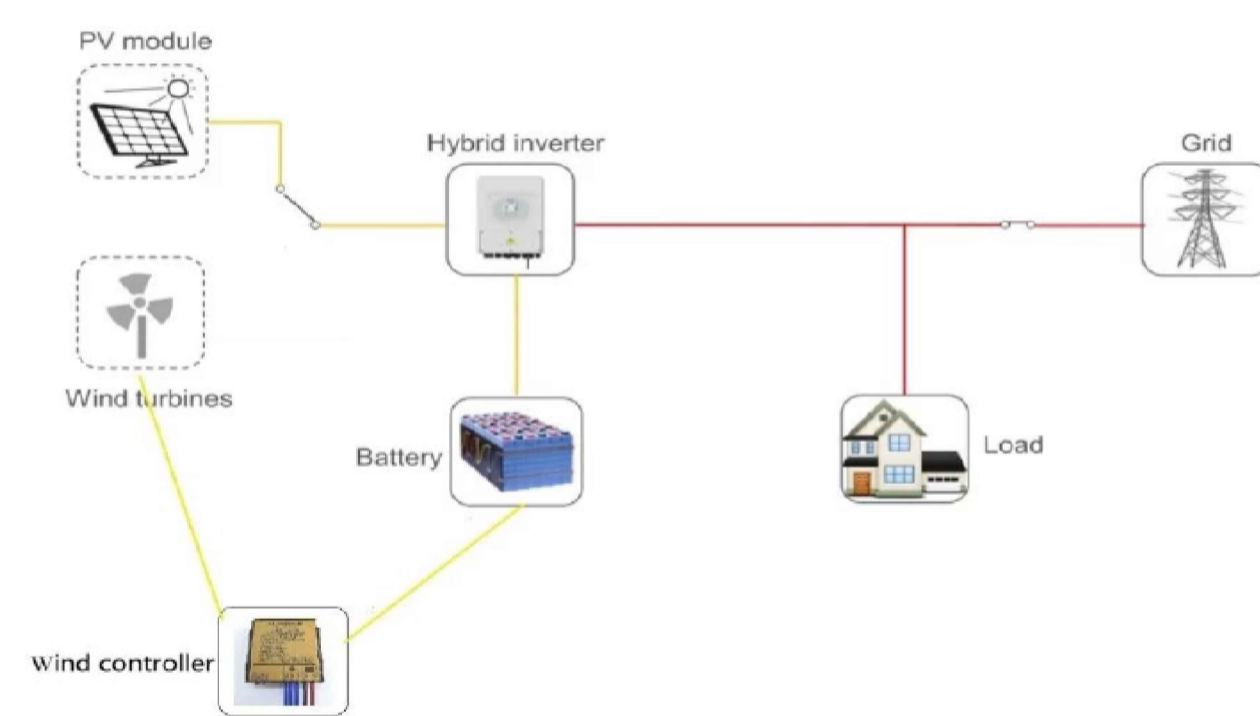 PV module
Hybrid inverter
Grid
Wind turbines
Battery
Load
Wind controller